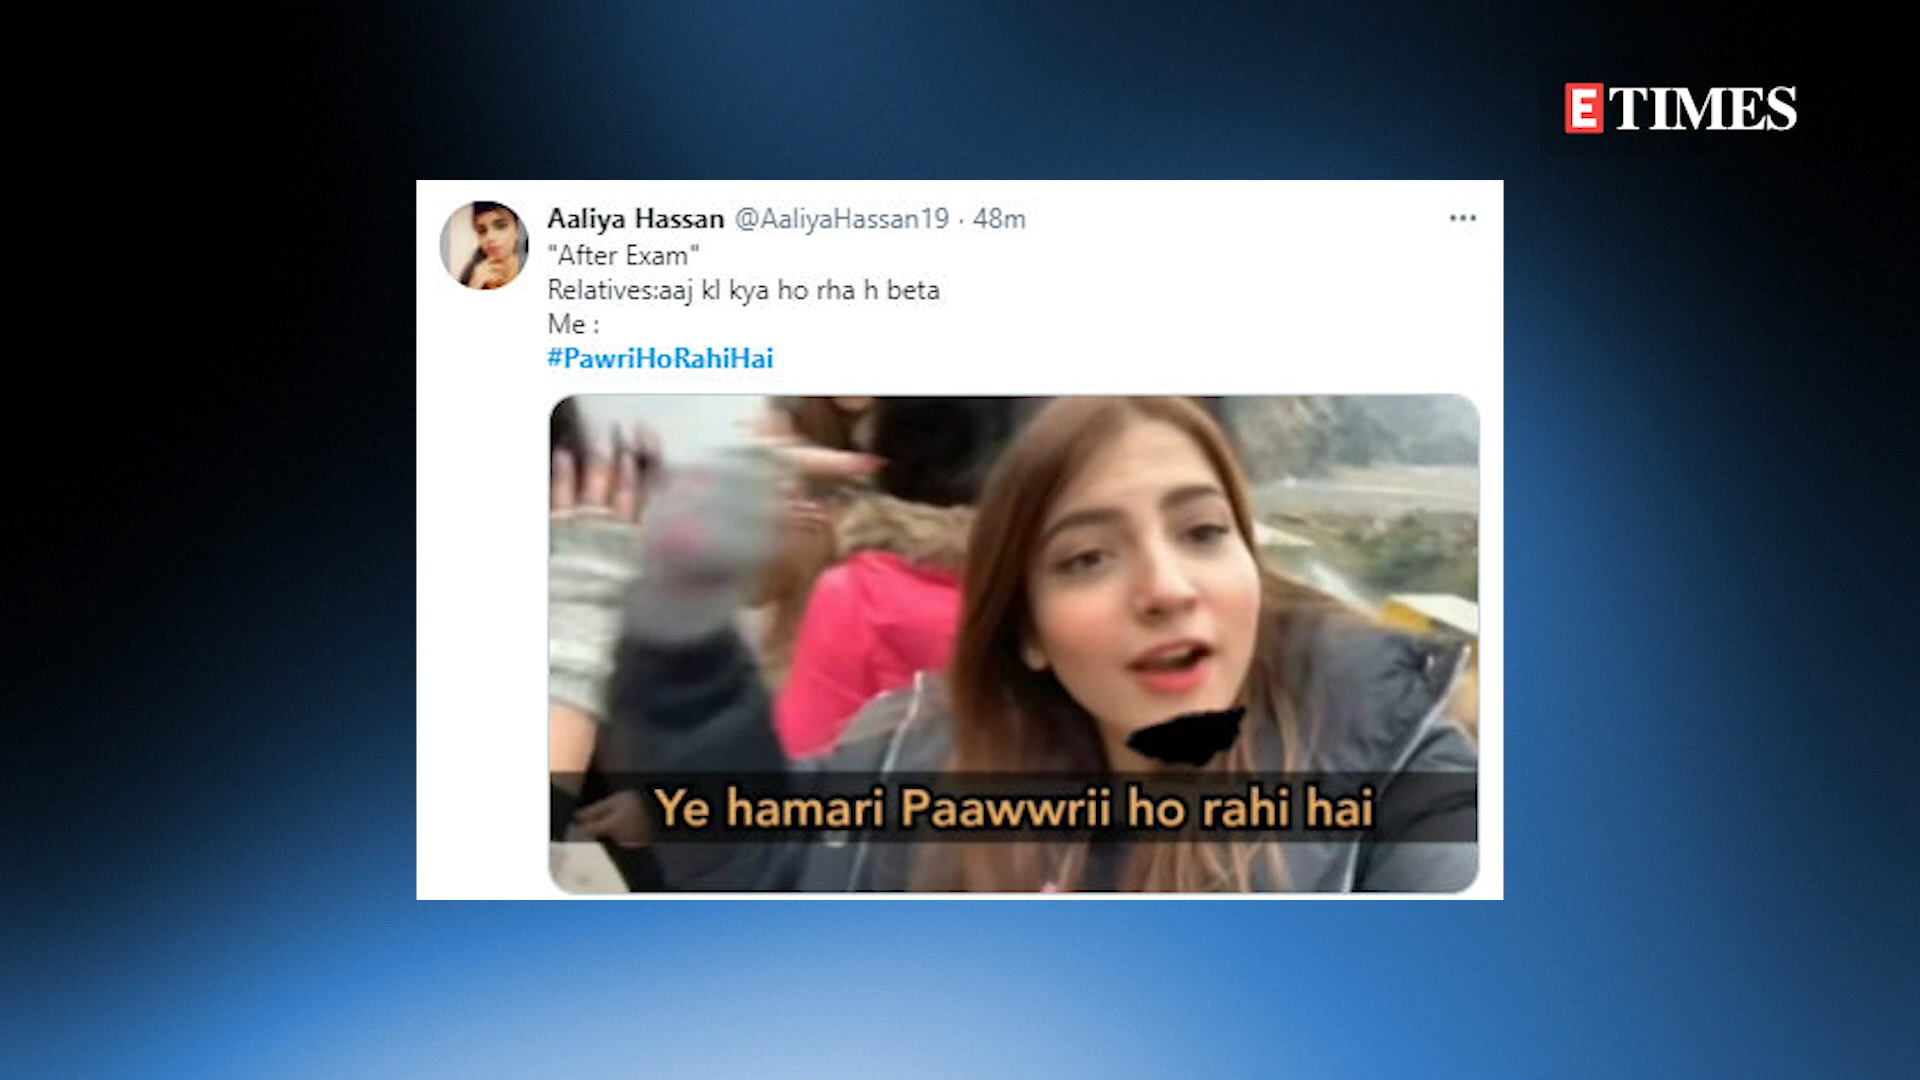 E TIMES
Aaliya Hassan @AaliyaHassan19 · 48m
"After Exam"
Relatives:aaj kl kya ho rha h beta
Me :
#PawriHoRahiHai
Ye hamari Paawwrii ho rahi hai